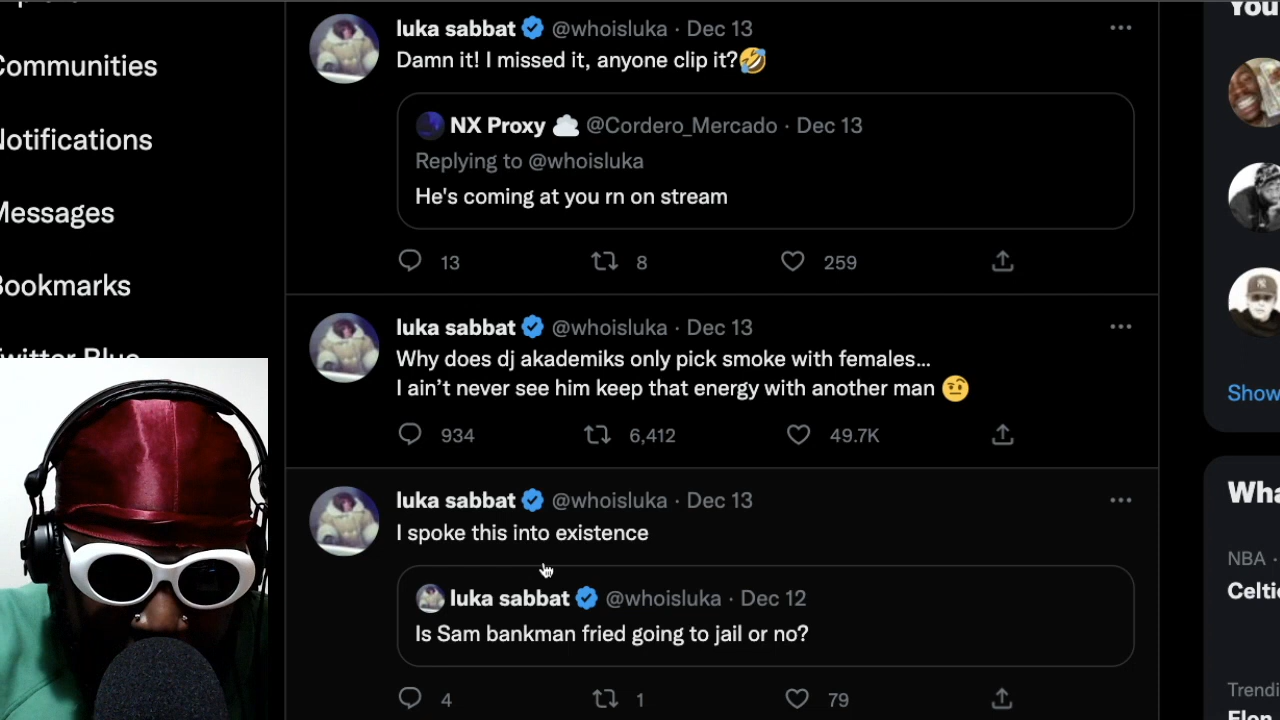 Communities
Notifications
Messages
Bookmarks
Twitter Blue
luka sabbat @whoisluka · Dec 13
Damn it! I missed it, anyone clip it?🤣
NX Proxy ☁️ @Cordero_Mercado · Dec 13
Replying to @whoisluka
He's coming at you rn on stream
13 8 259
luka sabbat @whoisluka · Dec 13
Why does dj akademiks only pick smoke with females...
I ain’t never see him keep that energy with another man 🤨
934 6,412 49.7K
luka sabbat @whoisluka · Dec 13
I spoke this into existence
luka sabbat @whoisluka · Dec 12
Is Sam bankman fried going to jail or no?
4 1 79
You
Show
Wha
NBA ·
Celti
Trendi